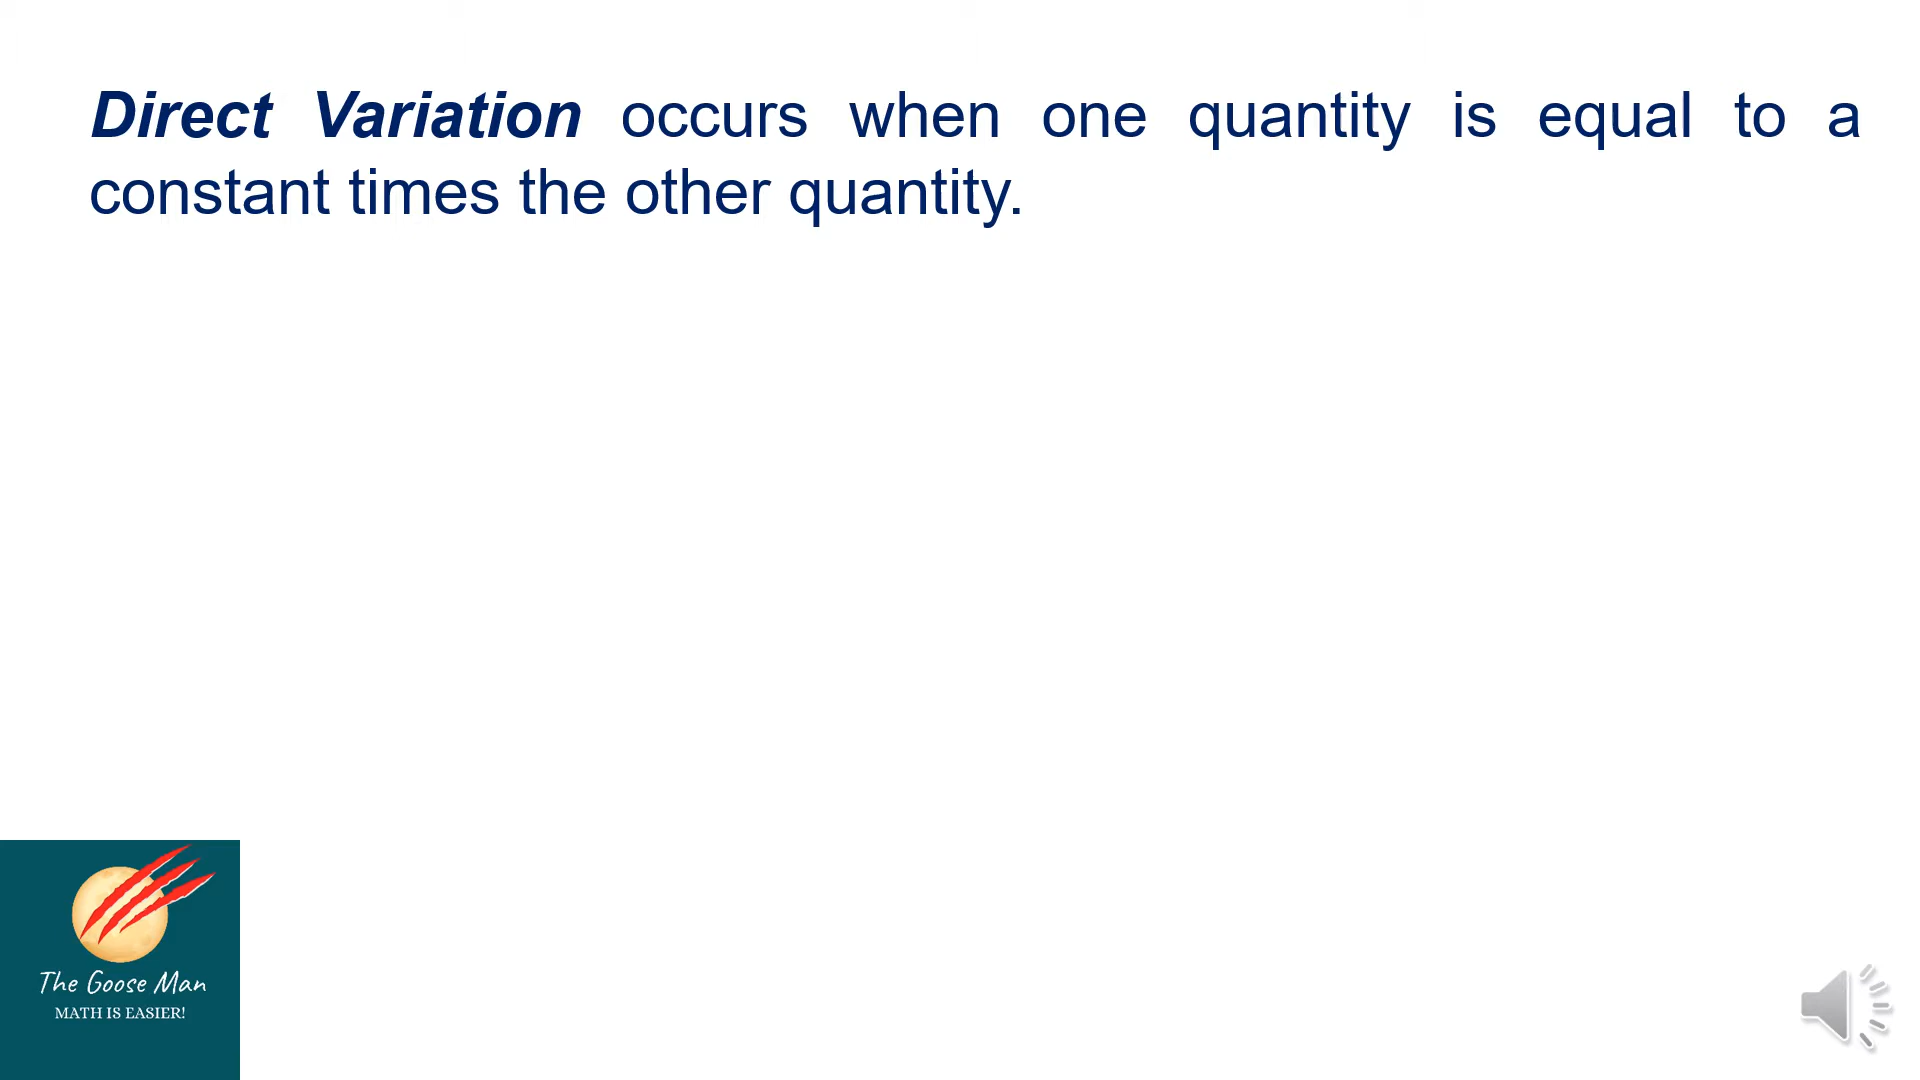 Direct Variation occurs when one quantity is equal to a
constant times the other quantity.
The Goose Man
MATH IS EASIER!